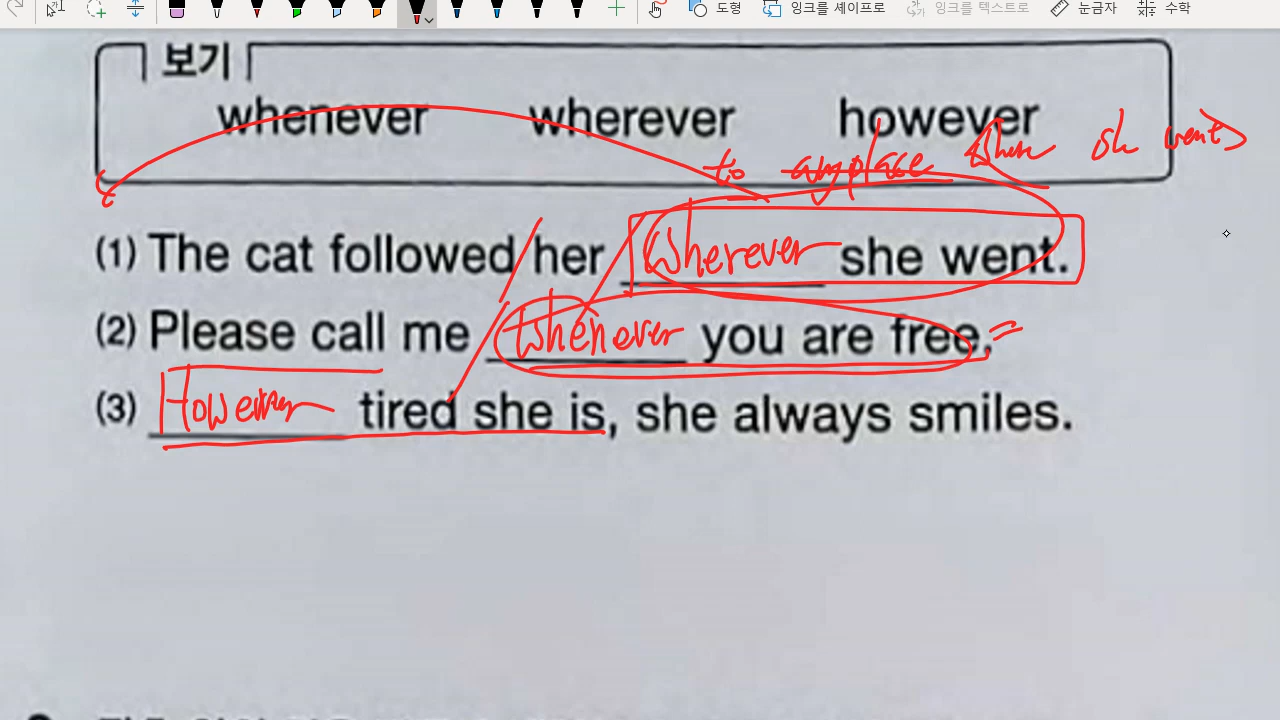 도형 잉크를 셰이프로 잉크를 텍스트로 눈금자 수학
보기
whenever wherever however
to anyplace where sh went
(1) The cat followed her Wherever she went.
(2) Please call me whenever you are free.
(3) However tired she is, she always smiles.